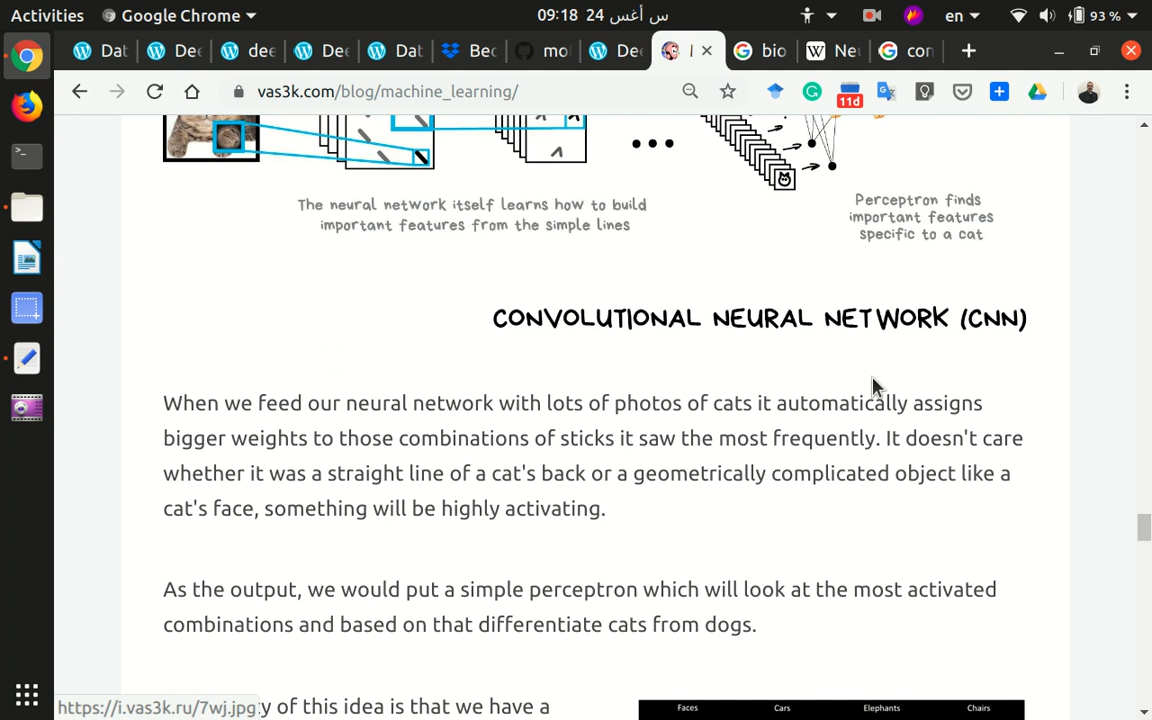 Activities
Google Chrome
09:18 24 س أغس
en
93 %
Dat
Dee
dee
Dee
Dat
Bec
mo
Dee
bio
Neu
con
vas3k.com/blog/machine_learning/
11d
The neural network itself learns how to build
important features from the simple lines
Perceptron finds
important features
specific to a cat
CONVOLUTIONAL NEURAL NETWORK (CNN)
When we feed our neural network with lots of photos of cats it automatically assigns
bigger weights to those combinations of sticks it saw the most frequently. It doesn't care
whether it was a straight line of a cat's back or a geometrically complicated object like a
cat's face, something will be highly activating.
As the output, we would put a simple perceptron which will look at the most activated
combinations and based on that differentiate cats from dogs.
of this idea is that we have a
Faces Cars Elephants Chairs
https://i.vas3k.ru/7wj.jpg